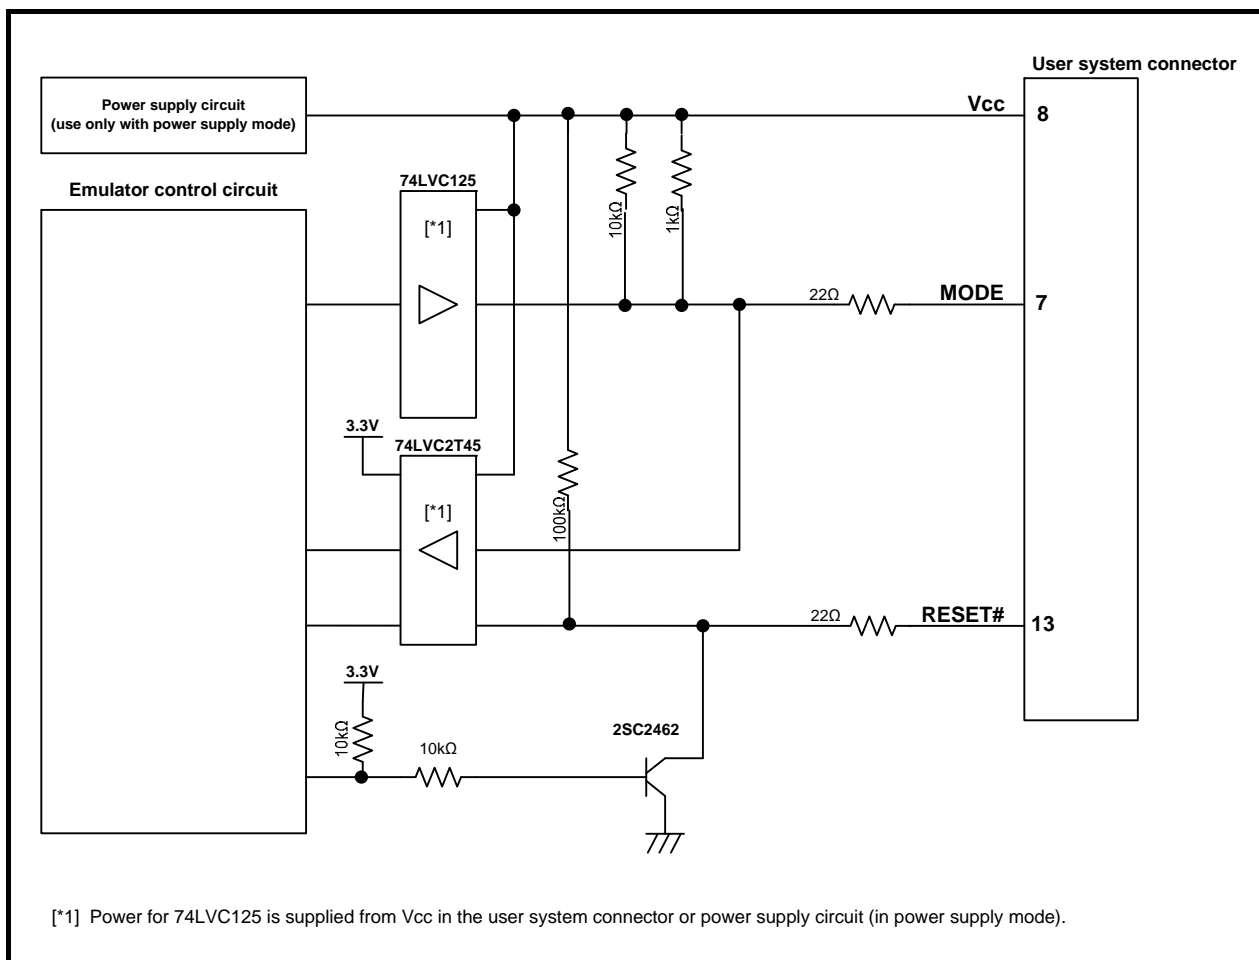 User system connector
Power supply circuit
(use only with power supply mode)
Vcc
8
Emulator control circuit
74LVC125
[*1]
10kΩ
1kΩ
22Ω
MODE
7
3.3V
74LVC2T45
[*1]
100kΩ
22Ω
RESET#
13
3.3V
10kΩ
10kΩ
2SC2462
[*1] Power for 74LVC125 is supplied from Vcc in the user system connector or power supply circuit (in power supply mode).